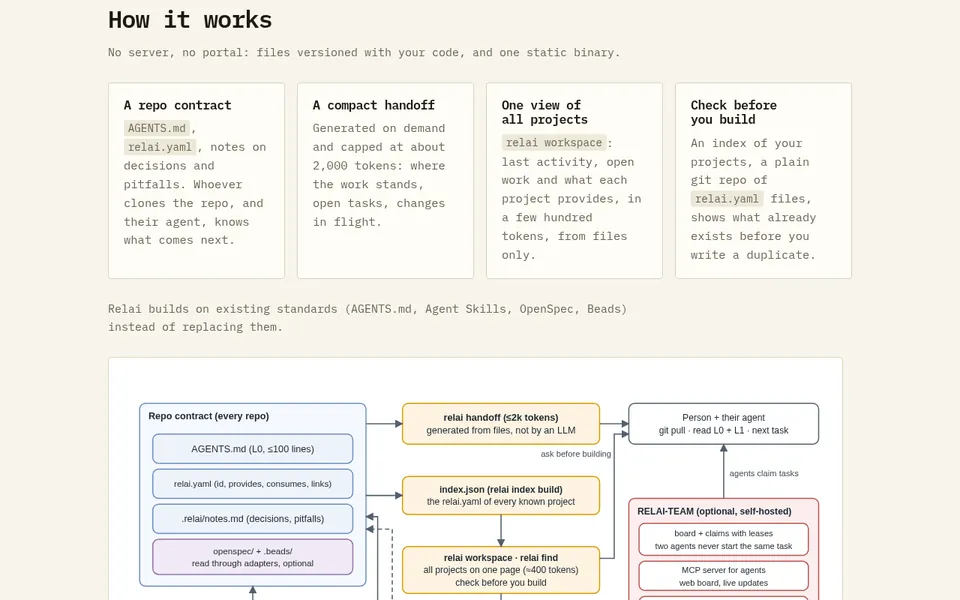 How it works
No server, no portal: files versioned with your code, and one static binary.
A repo contract
AGENTS.md,
relai.yaml, notes on
decisions and
pitfalls. Whoever
clones the repo, and
their agent, knows
what comes next.
A compact handoff
Generated on demand
and capped at about
2,000 tokens: where
the work stands,
open tasks, changes
in flight.
One view of
all projects
relai workspace:
last activity, open
work and what each
project provides, in
a few hundred
tokens, from files
only.
Check before
you build
An index of your
projects, a plain
git repo of
relai.yaml files,
shows what already
exists before you
write a duplicate.
Relai builds on existing standards (AGENTS.md, Agent Skills, OpenSpec, Beads)
instead of replacing them.
Repo contract (every repo)
AGENTS.md (L0, ≤100 lines)
relai.yaml (id, provides, consumes, links)
.relai/notes.md (decisions, pitfalls)
openspec/ + .beads/
read through adapters, optional
relai handoff (≤2k tokens)
generated from files, not by an LLM
ask before building
index.json (relai index build)
the relai.yaml of every known project
relai workspace · relai find
all projects on one page (≈400 tokens)
check before you build
Person + their agent
git pull · read L0 + L1 · next task
agents claim tasks
RELAI-TEAM (optional, self-hosted)
board + claims with leases
two agents never start the same task
MCP server for agents
web board, live updates